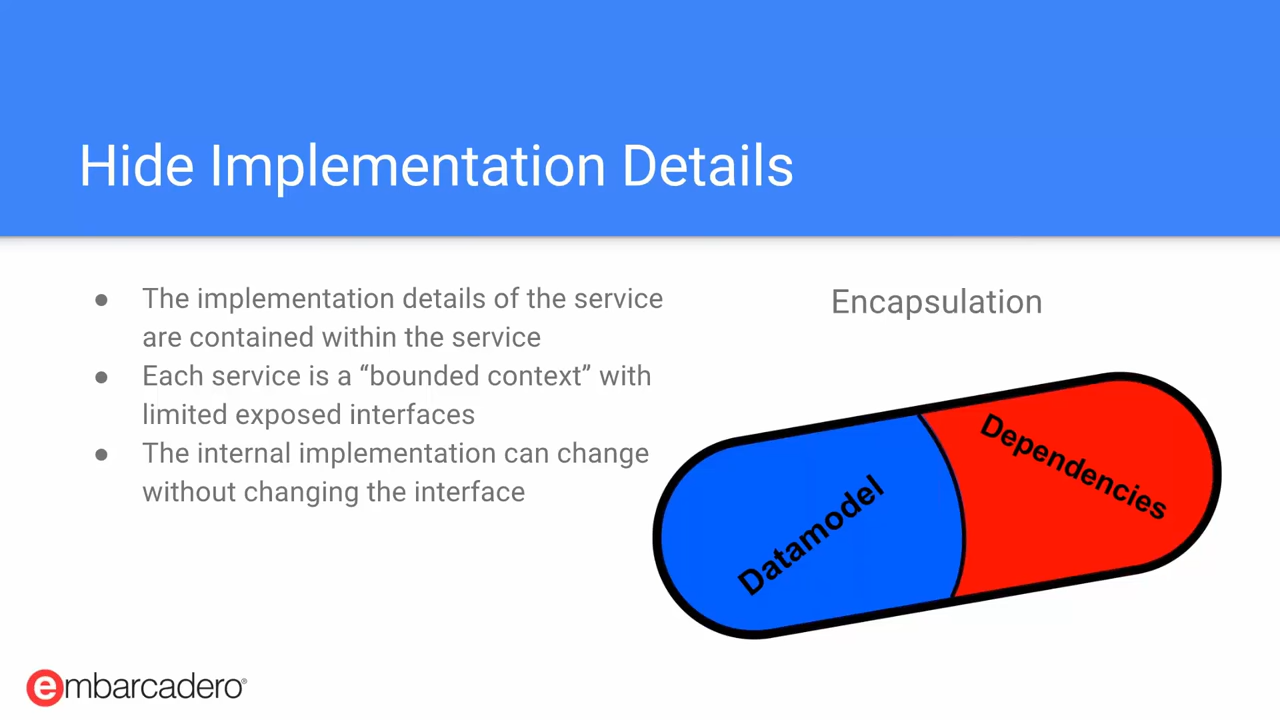 Hide Implementation Details
● The implementation details of the service
are contained within the service
● Each service is a “bounded context” with
limited exposed interfaces
● The internal implementation can change
without changing the interface
Encapsulation
Datamodel
Dependencies
embarcadero®